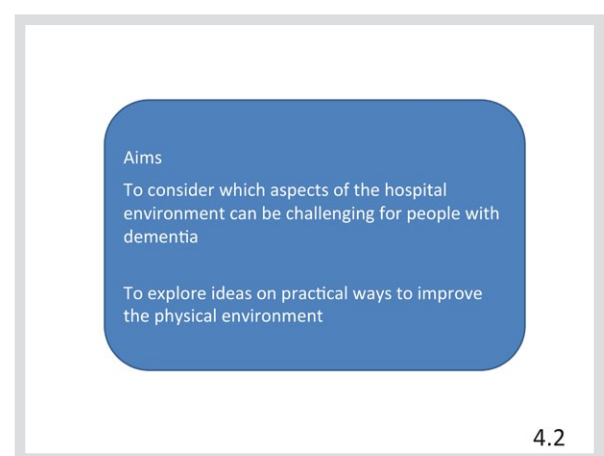 Aims
To consider which aspects of the hospital
environment can be challenging for people with
dementia
To explore ideas on practical ways to improve
the physical environment
4.2